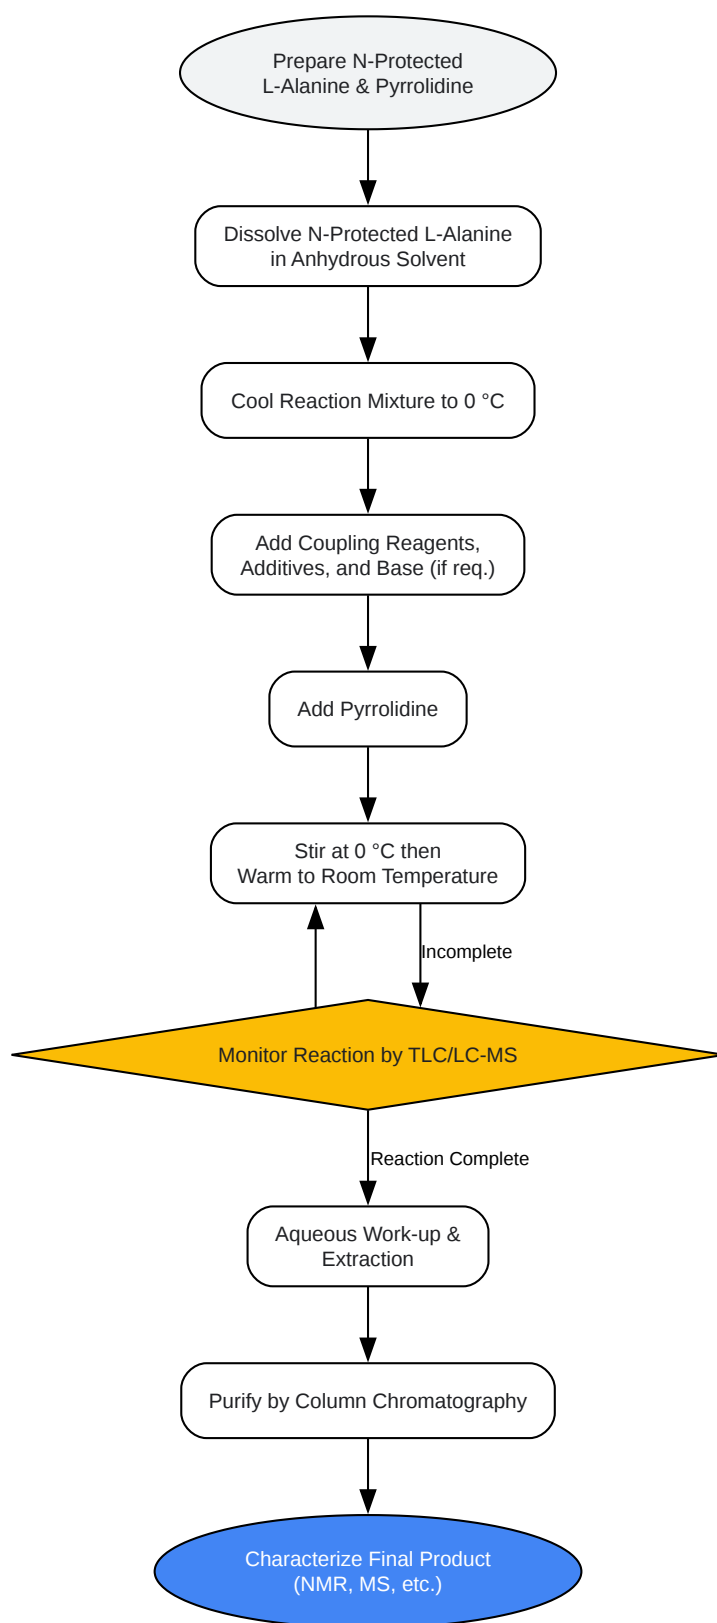 Prepare N-Protected
L-Alanine & Pyrrolidine
Dissolve N-Protected L-Alanine
in Anhydrous Solvent
Cool Reaction Mixture to 0 °C
Add Coupling Reagents,
Additives, and Base (if req.)
Add Pyrrolidine
Stir at 0 °C then
Warm to Room Temperature
Incomplete
Monitor Reaction by TLC/LC-MS
Reaction Complete
Aqueous Work-up &
Extraction
Purify by Column Chromatography
Characterize Final Product
(NMR, MS, etc.)